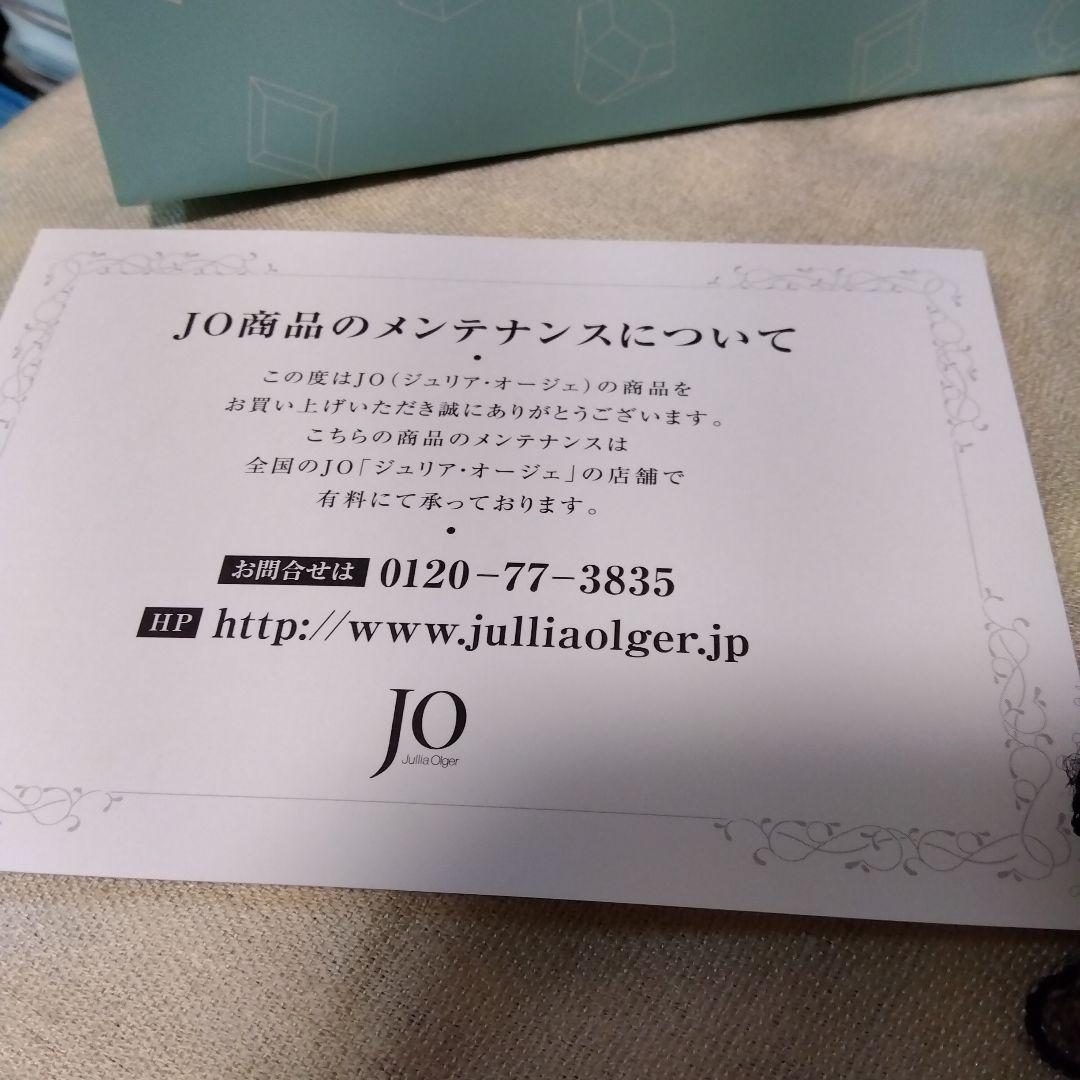 JO商品のメンテナンスについて
この度はJO(ジュリア・オージェ)の商品を
お買い上げいただき誠にありがとうございます。
こちらの商品のメンテナンスは
全国のJO「ジュリア・オージェ」の店舗で
有料にて承っております。
お問合せは 0120-77-3835
HP http://www.julliaolger.jp
JO
Jullia Olger